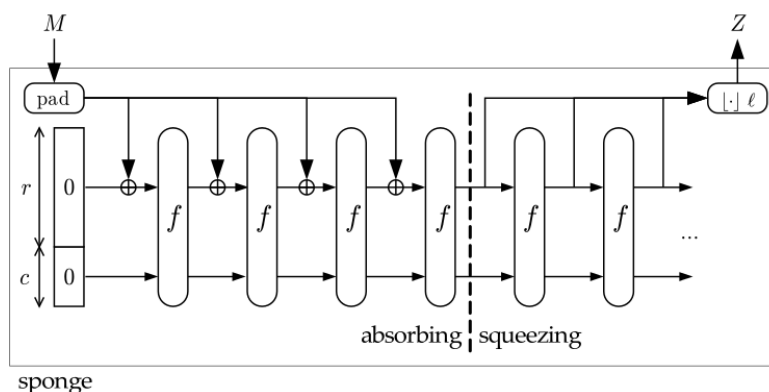 M Z
pad ⌊·⌋ ℓ
r 0 f f f f f f
...
c 0
absorbing squeezing
sponge